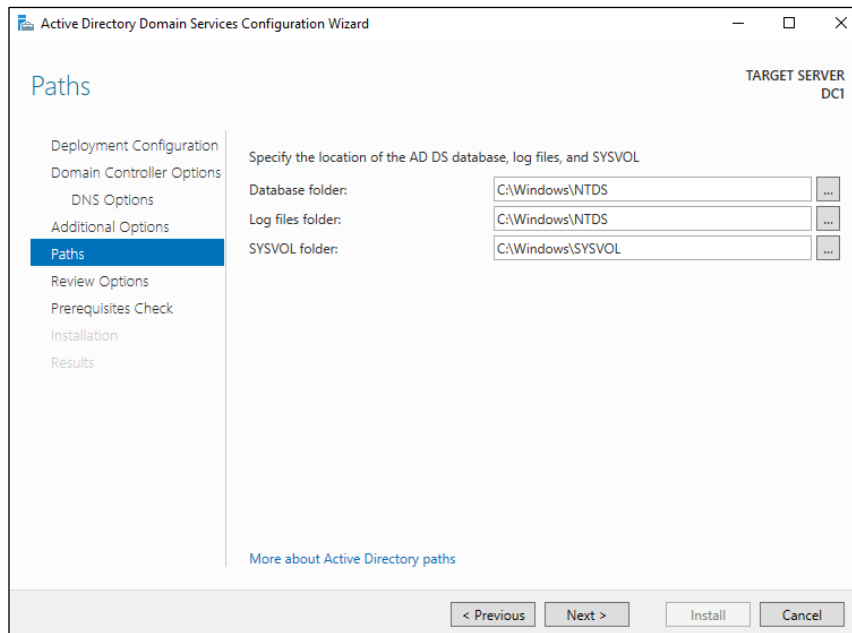 Active Directory Domain Services Configuration Wizard
Paths
TARGET SERVER
DC1
Deployment Configuration
Domain Controller Options
DNS Options
Additional Options
Paths
Review Options
Prerequisites Check
Installation
Results
Specify the location of the AD DS database, log files, and SYSVOL
Database folder: C:\Windows\NTDS ...
Log files folder: C:\Windows\NTDS ...
SYSVOL folder: C:\Windows\SYSVOL ...
More about Active Directory paths
< Previous Next > Install Cancel